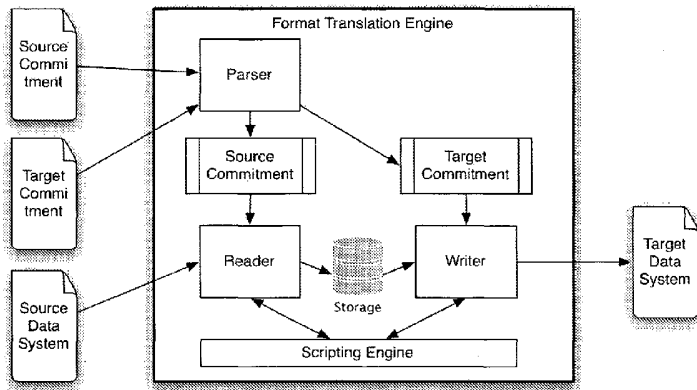 Format Translation Engine
Source
Commi
tment
Parser
Target
Commi
tment
Source
Commitment
Target
Commitment
Source
Data
System
Reader
Storage
Writer
Target
Data
System
Scripting Engine